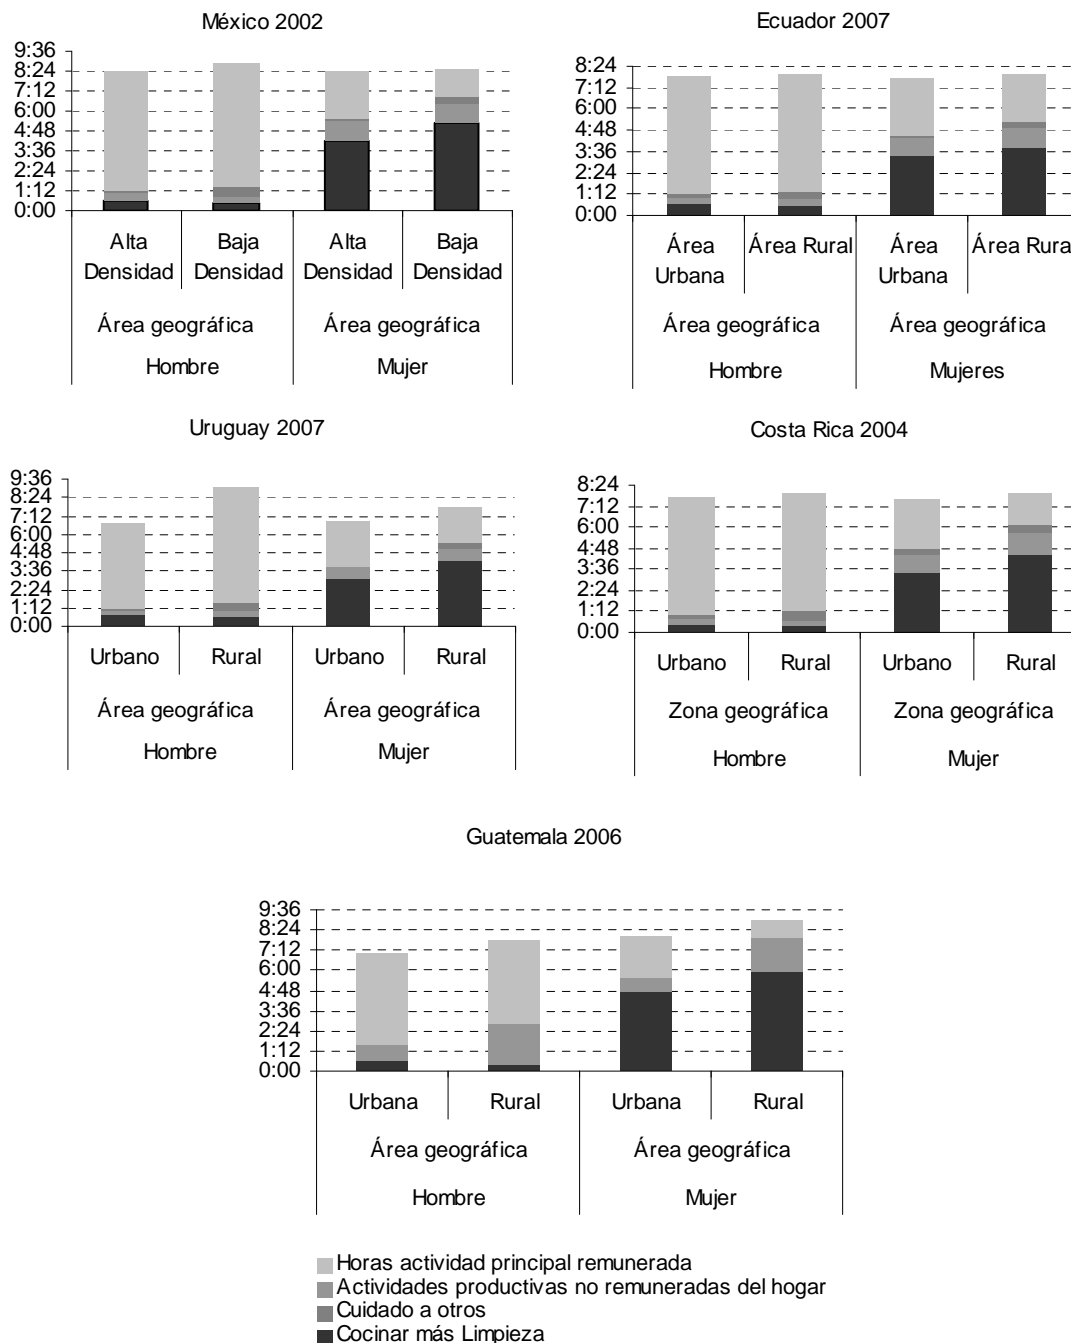 México 2002
9:36
8:24
7:12
6:00
4:48
3:36
2:24
1:12
0:00
Alta Densidad
Baja Densidad
Alta Densidad
Baja Densidad
Área geográfica
Área geográfica
Hombre
Mujer
Ecuador 2007
8:24
7:12
6:00
4:48
3:36
2:24
1:12
0:00
Área Urbana
Área Rural
Área Urbana
Área Rural
Área geográfica
Área geográfica
Hombre
Mujeres
Uruguay 2007
9:36
8:24
7:12
6:00
4:48
3:36
2:24
1:12
0:00
Urbano
Rural
Urbano
Rural
Área geográfica
Área geográfica
Hombre
Mujer
Costa Rica 2004
8:24
7:12
6:00
4:48
3:36
2:24
1:12
0:00
Urbano
Rural
Urbano
Rural
Zona geográfica
Zona geográfica
Hombre
Mujer
Guatemala 2006
9:36
8:24
7:12
6:00
4:48
3:36
2:24
1:12
0:00
Urbana
Rural
Urbana
Rural
Área geográfica
Área geográfica
Hombre
Mujer
Horas actividad principal remunerada
Actividades productivas no remuneradas del hogar
Cuidado a otros
Cocinar más Limpieza